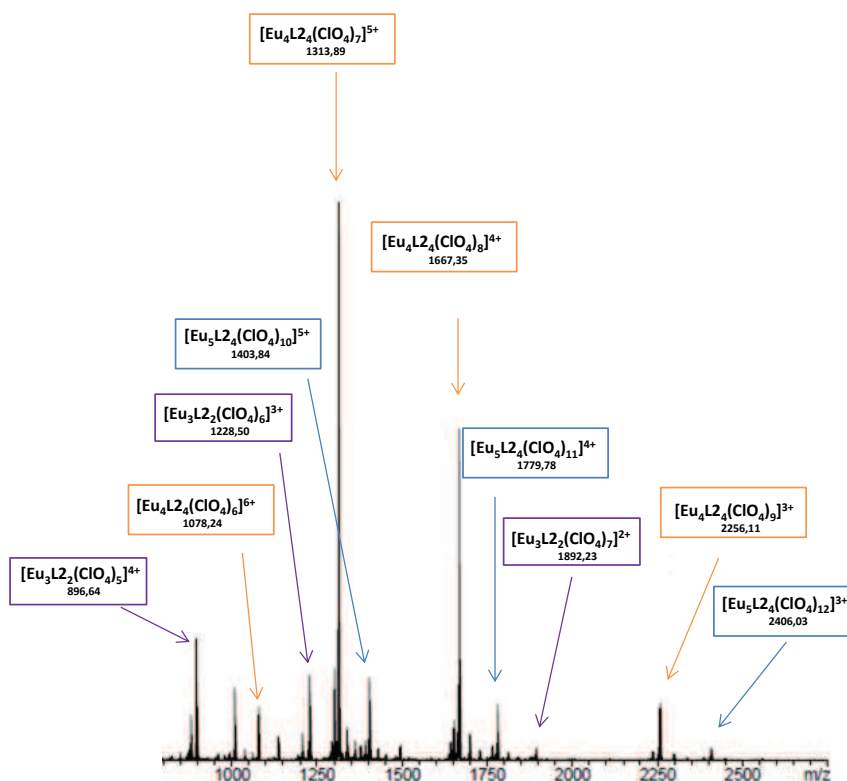 [Eu₄L2₄(ClO₄)₇]⁵⁺
1313,89
[Eu₄L2₄(ClO₄)₈]⁴⁺
1667,35
[Eu₅L2₄(ClO₄)₁₀]⁵⁺
1403,84
[Eu₃L2₂(ClO₄)₆]³⁺
1228,50
[Eu₅L2₄(ClO₄)₁₁]⁴⁺
1779,78
[Eu₄L2₄(ClO₄)₆]⁶⁺
1078,24
[Eu₄L2₄(ClO₄)₉]³⁺
2256,11
[Eu₃L2₂(ClO₄)₇]²⁺
1892,23
[Eu₃L2₂(ClO₄)₅]⁴⁺
896,64
[Eu₅L2₄(ClO₄)₁₂]³⁺
2406,03
1000 1250 1500 1750 2000 2250 2500 m/z